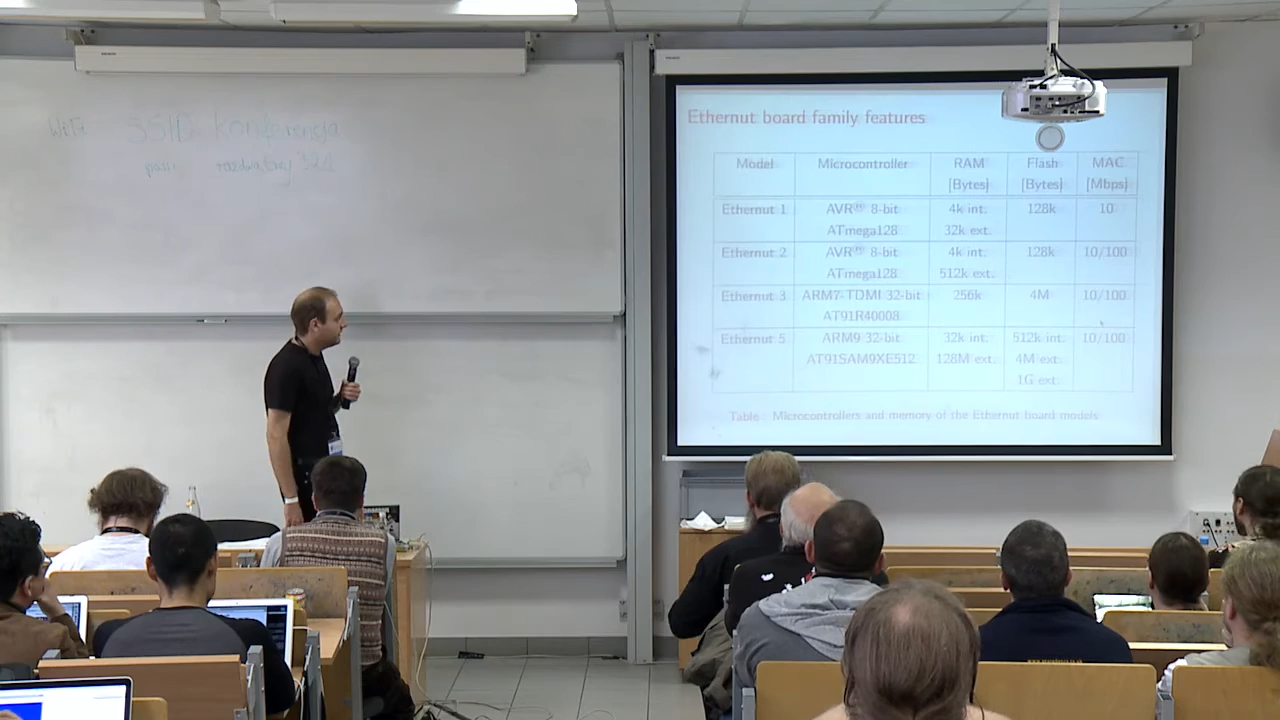 WiFi SSID konferencja
pass:
Ethernut board family features
Model Microcontroller RAM Flash MAC
[Bytes] [Bytes] [Mbps]
Ethernut 1 AVR® 8-bit 4k int. 128k 10
ATmega128 32k ext.
Ethernut 2 AVR® 8-bit 4k int. 128k 10/100
ATmega128 512k ext.
Ethernut 3 ARM7-TDMI 32-bit 256k 4M 10/100
AT91R40008
Ethernut 5 ARM9 32-bit 32k int. 512k int. 10/100
AT91SAM9XE512 128M ext. 4M ext.
1G ext.
Table Microcontrollers and memory of the Ethernut board models